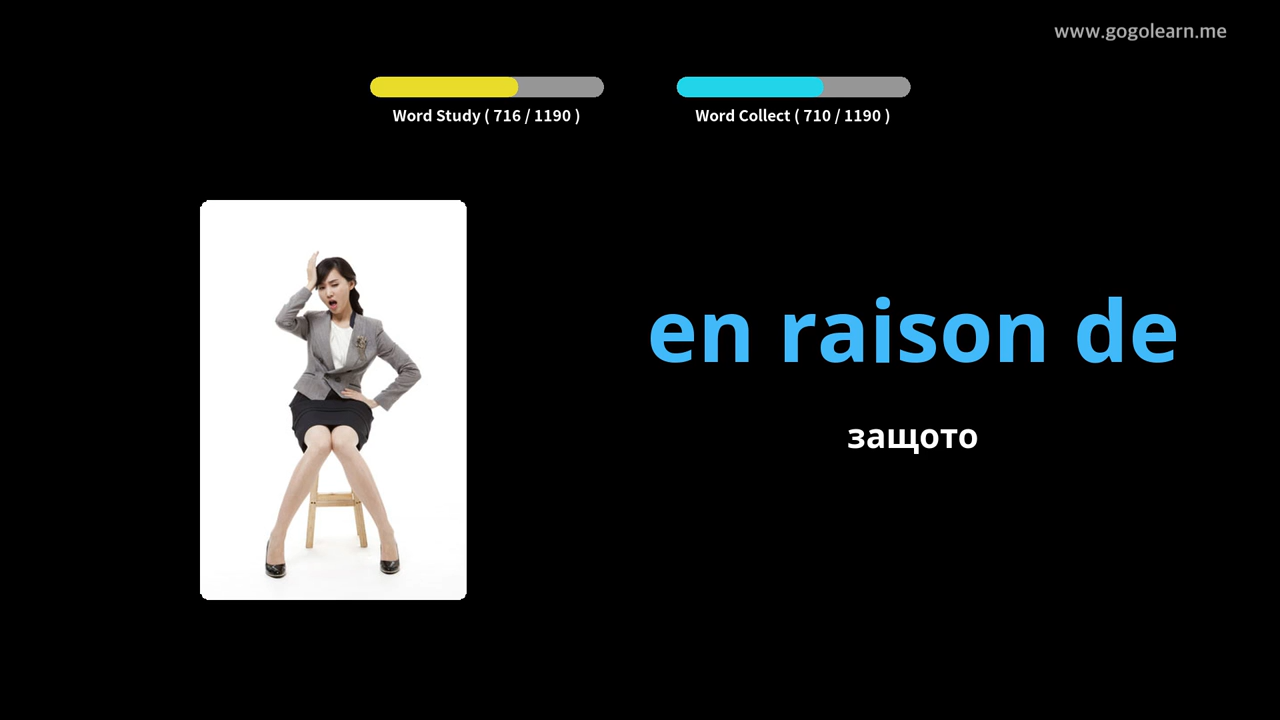 www.gogolearn.me
Word Study ( 716 / 1190 )
Word Collect ( 710 / 1190 )
en raison de
защото